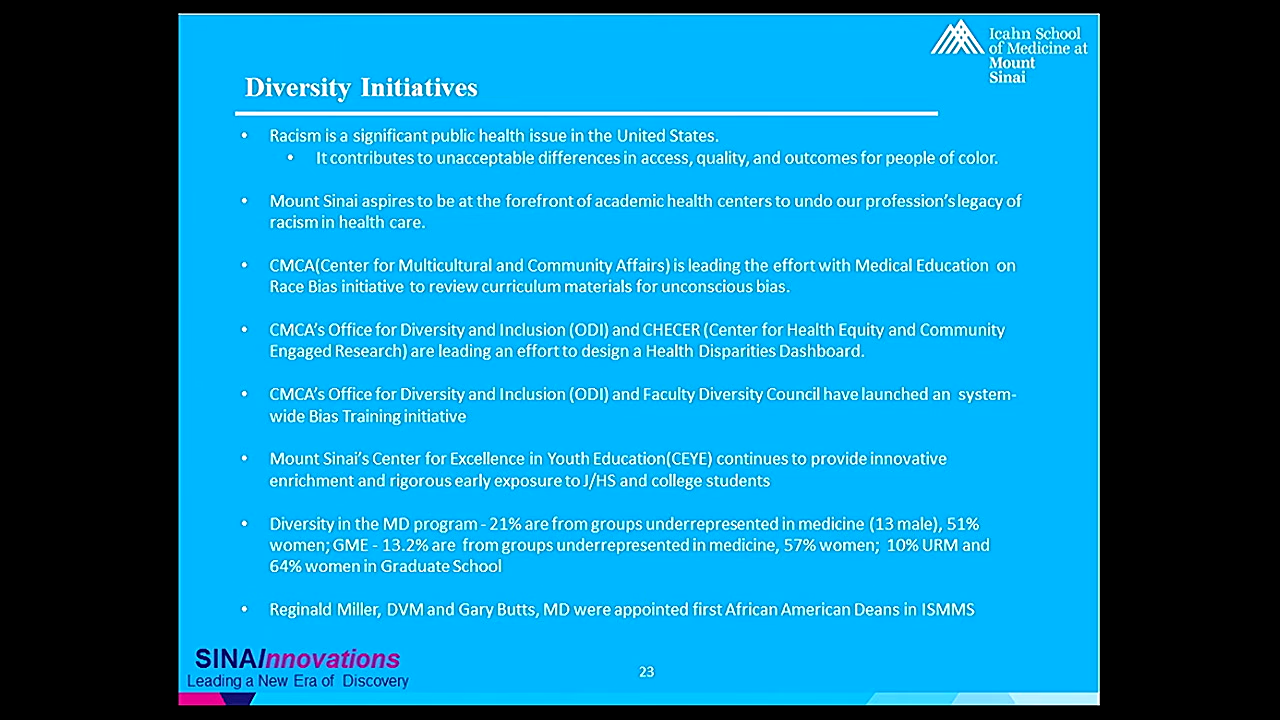 Icahn School
of Medicine at
Mount
Sinai
Diversity Initiatives
• Racism is a significant public health issue in the United States.
• It contributes to unacceptable differences in access, quality, and outcomes for people of color.
• Mount Sinai aspires to be at the forefront of academic health centers to undo our profession's legacy of
racism in health care.
• CMCA(Center for Multicultural and Community Affairs) is leading the effort with Medical Education on
Race Bias initiative to review curriculum materials for unconscious bias.
• CMCA's Office for Diversity and Inclusion (ODI) and CHECER (Center for Health Equity and Community
Engaged Research) are leading an effort to design a Health Disparities Dashboard.
• CMCA's Office for Diversity and Inclusion (ODI) and Faculty Diversity Council have launched an system-
wide Bias Training initiative
• Mount Sinai's Center for Excellence in Youth Education(CEYE) continues to provide innovative
enrichment and rigorous early exposure to J/HS and college students
• Diversity in the MD program - 21% are from groups underrepresented in medicine (13 male), 51%
women; GME - 13.2% are from groups underrepresented in medicine, 57% women; 10% URM and
64% women in Graduate School
• Reginald Miller, DVM and Gary Butts, MD were appointed first African American Deans in ISMMS
SINAInnovations
Leading a New Era of Discovery
23